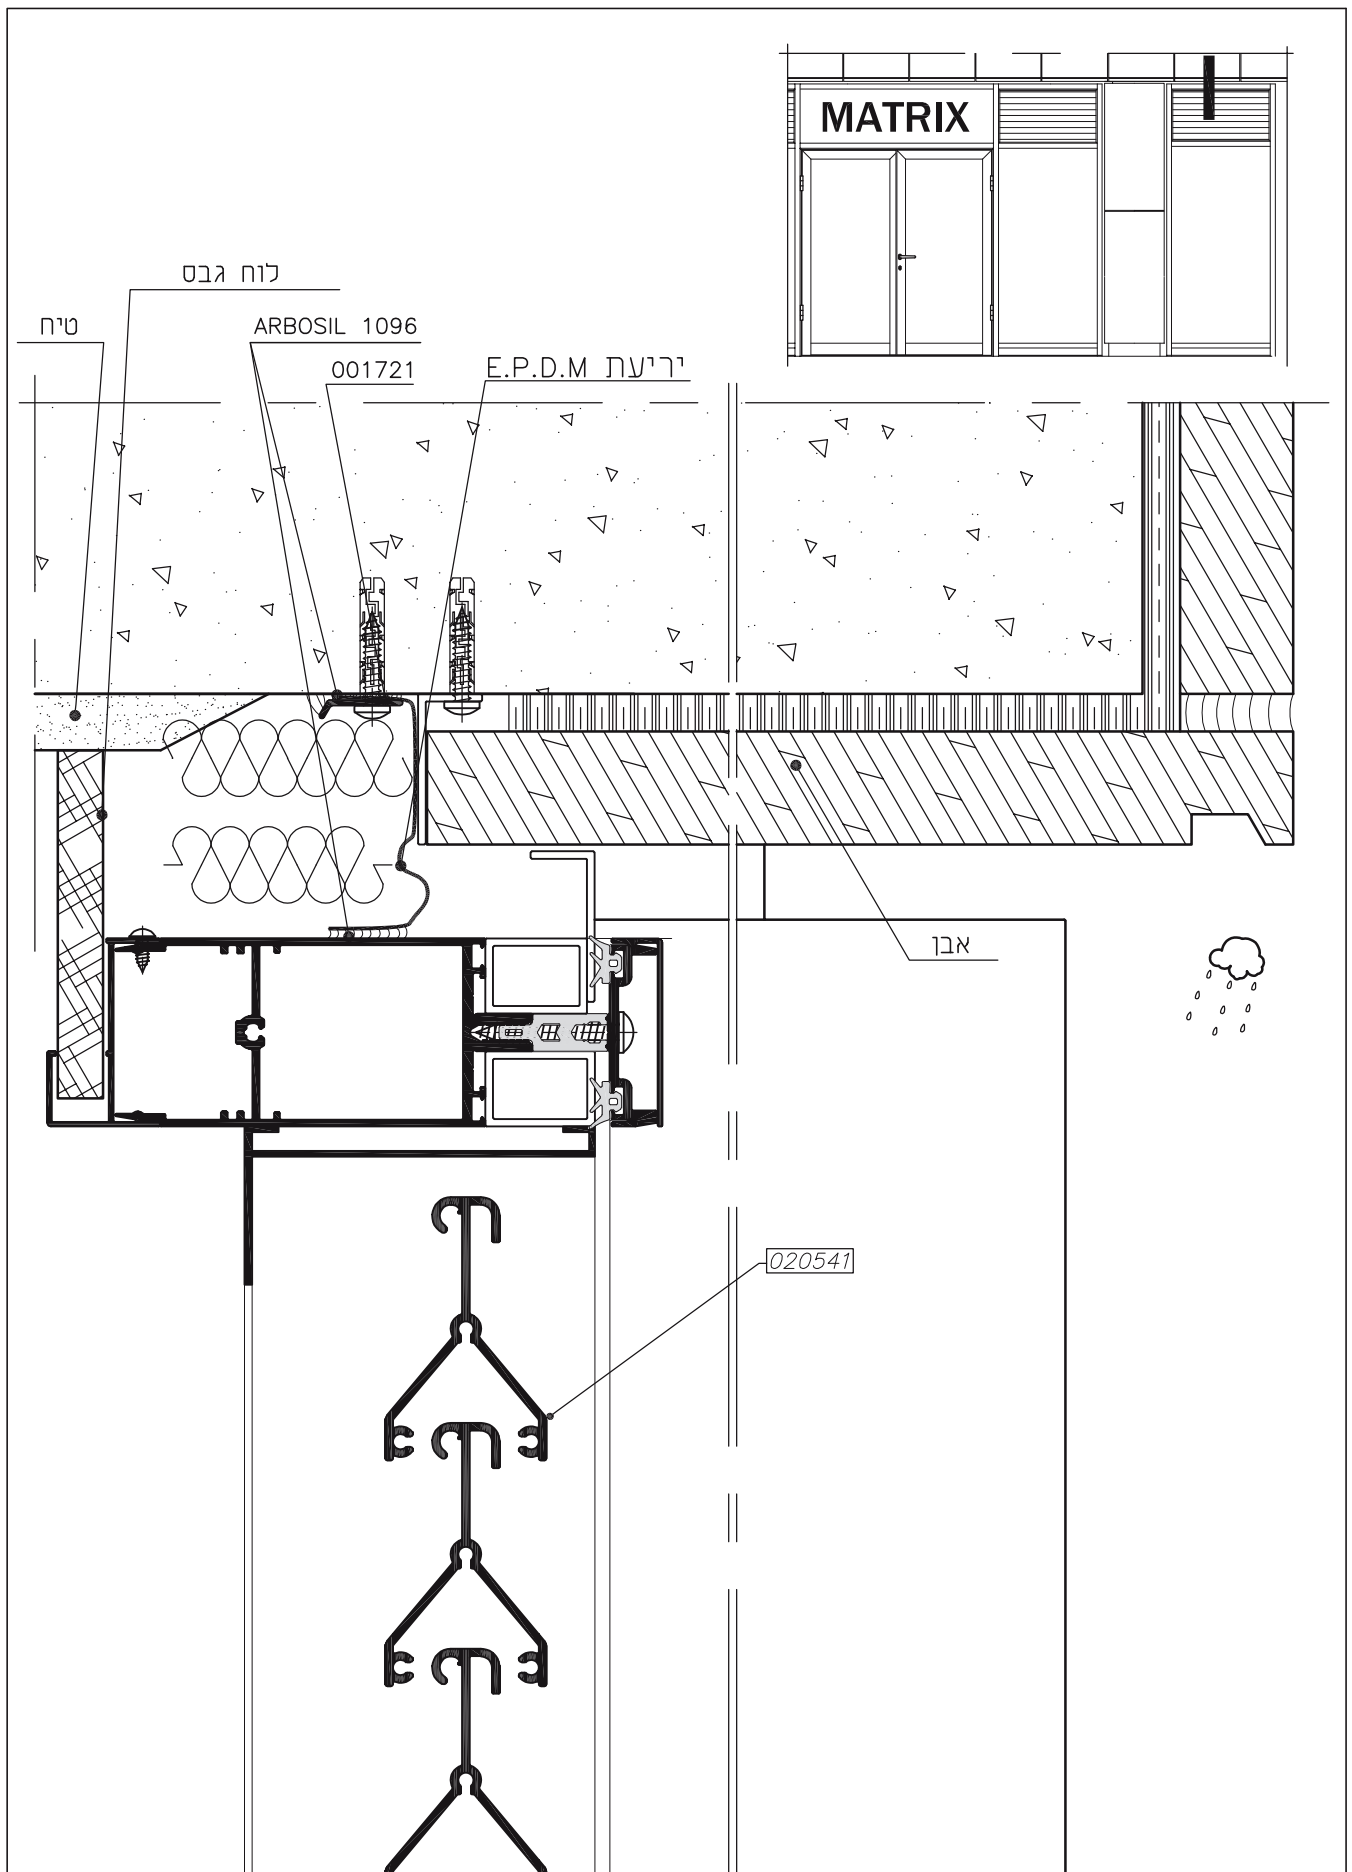 MATRIX
לוח גבס
טיח
ARBOSIL 1096
001721
יריעת E.P.D.M
אבן
020541